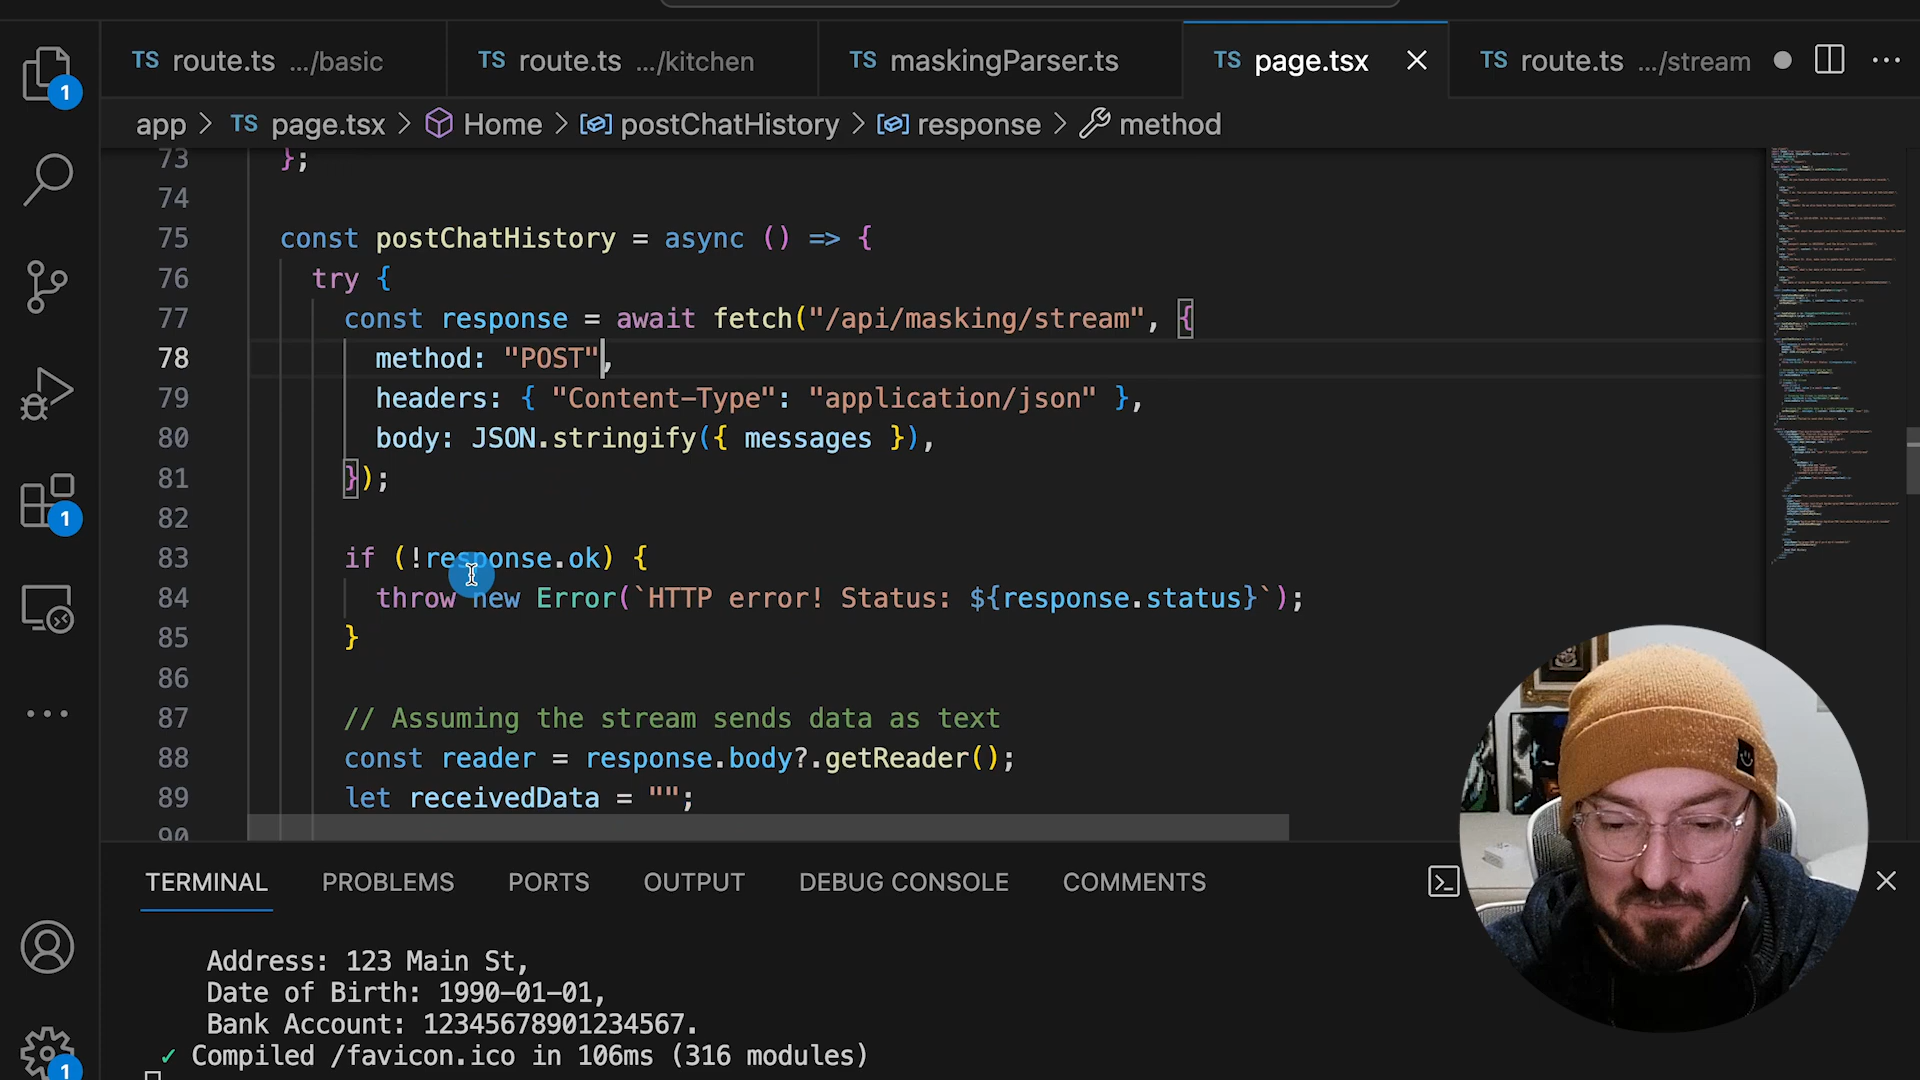 TS route.ts .../basic
TS route.ts .../kitchen
TS maskingParser.ts
TS page.tsx
TS route.ts .../stream
app > TS page.tsx > Home > postChatHistory > response > method
73 };
74
75 const postChatHistory = async () => {
76 try {
77 const response = await fetch("/api/masking/stream", {
78 method: "POST",
79 headers: { "Content-Type": "application/json" },
80 body: JSON.stringify({ messages }),
81 });
82
83 if (!response.ok) {
84 throw new Error(`HTTP error! Status: ${response.status}`);
85 }
86
87 // Assuming the stream sends data as text
88 const reader = response.body?.getReader();
89 let receivedData = "";
90
1
1
1
TERMINAL PROBLEMS PORTS OUTPUT DEBUG CONSOLE COMMENTS
Address: 123 Main St,
Date of Birth: 1990-01-01,
Bank Account: 12345678901234567.
✓ Compiled /favicon.ico in 106ms (316 modules)